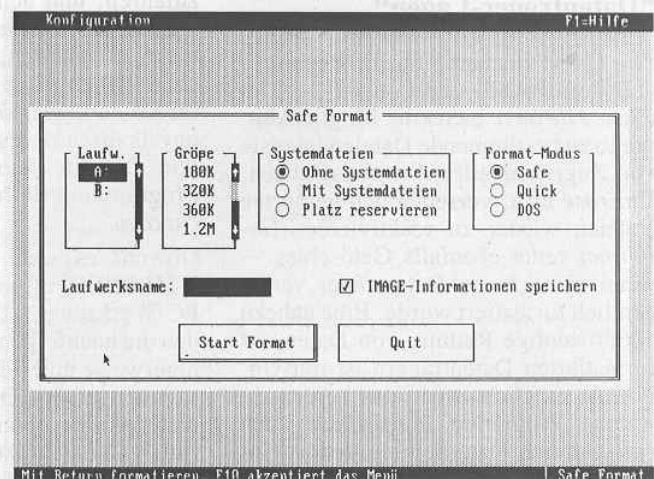 Konfiguration F1=Hilfe
Safe Format
Laufw.
A:
B:
Gröpe
180K
320K
360K
1.2M
Systemdateien
Ohne Systemdateien
Mit Systemdateien
Platz reservieren
Format-Modus
Safe
Quick
DOS
Laufwerksname:
IMAGE-Informationen speichern
Start Format
Quit
Mit Return formatieren, F10 akzeptiert das Menü Safe Format